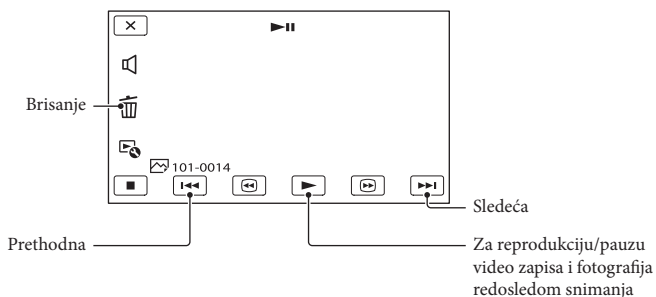 Brisanje
101-0014
Prethodna
Sledeća
Za reprodukciju/pauzu
video zapisa i fotografija
redosledom snimanja